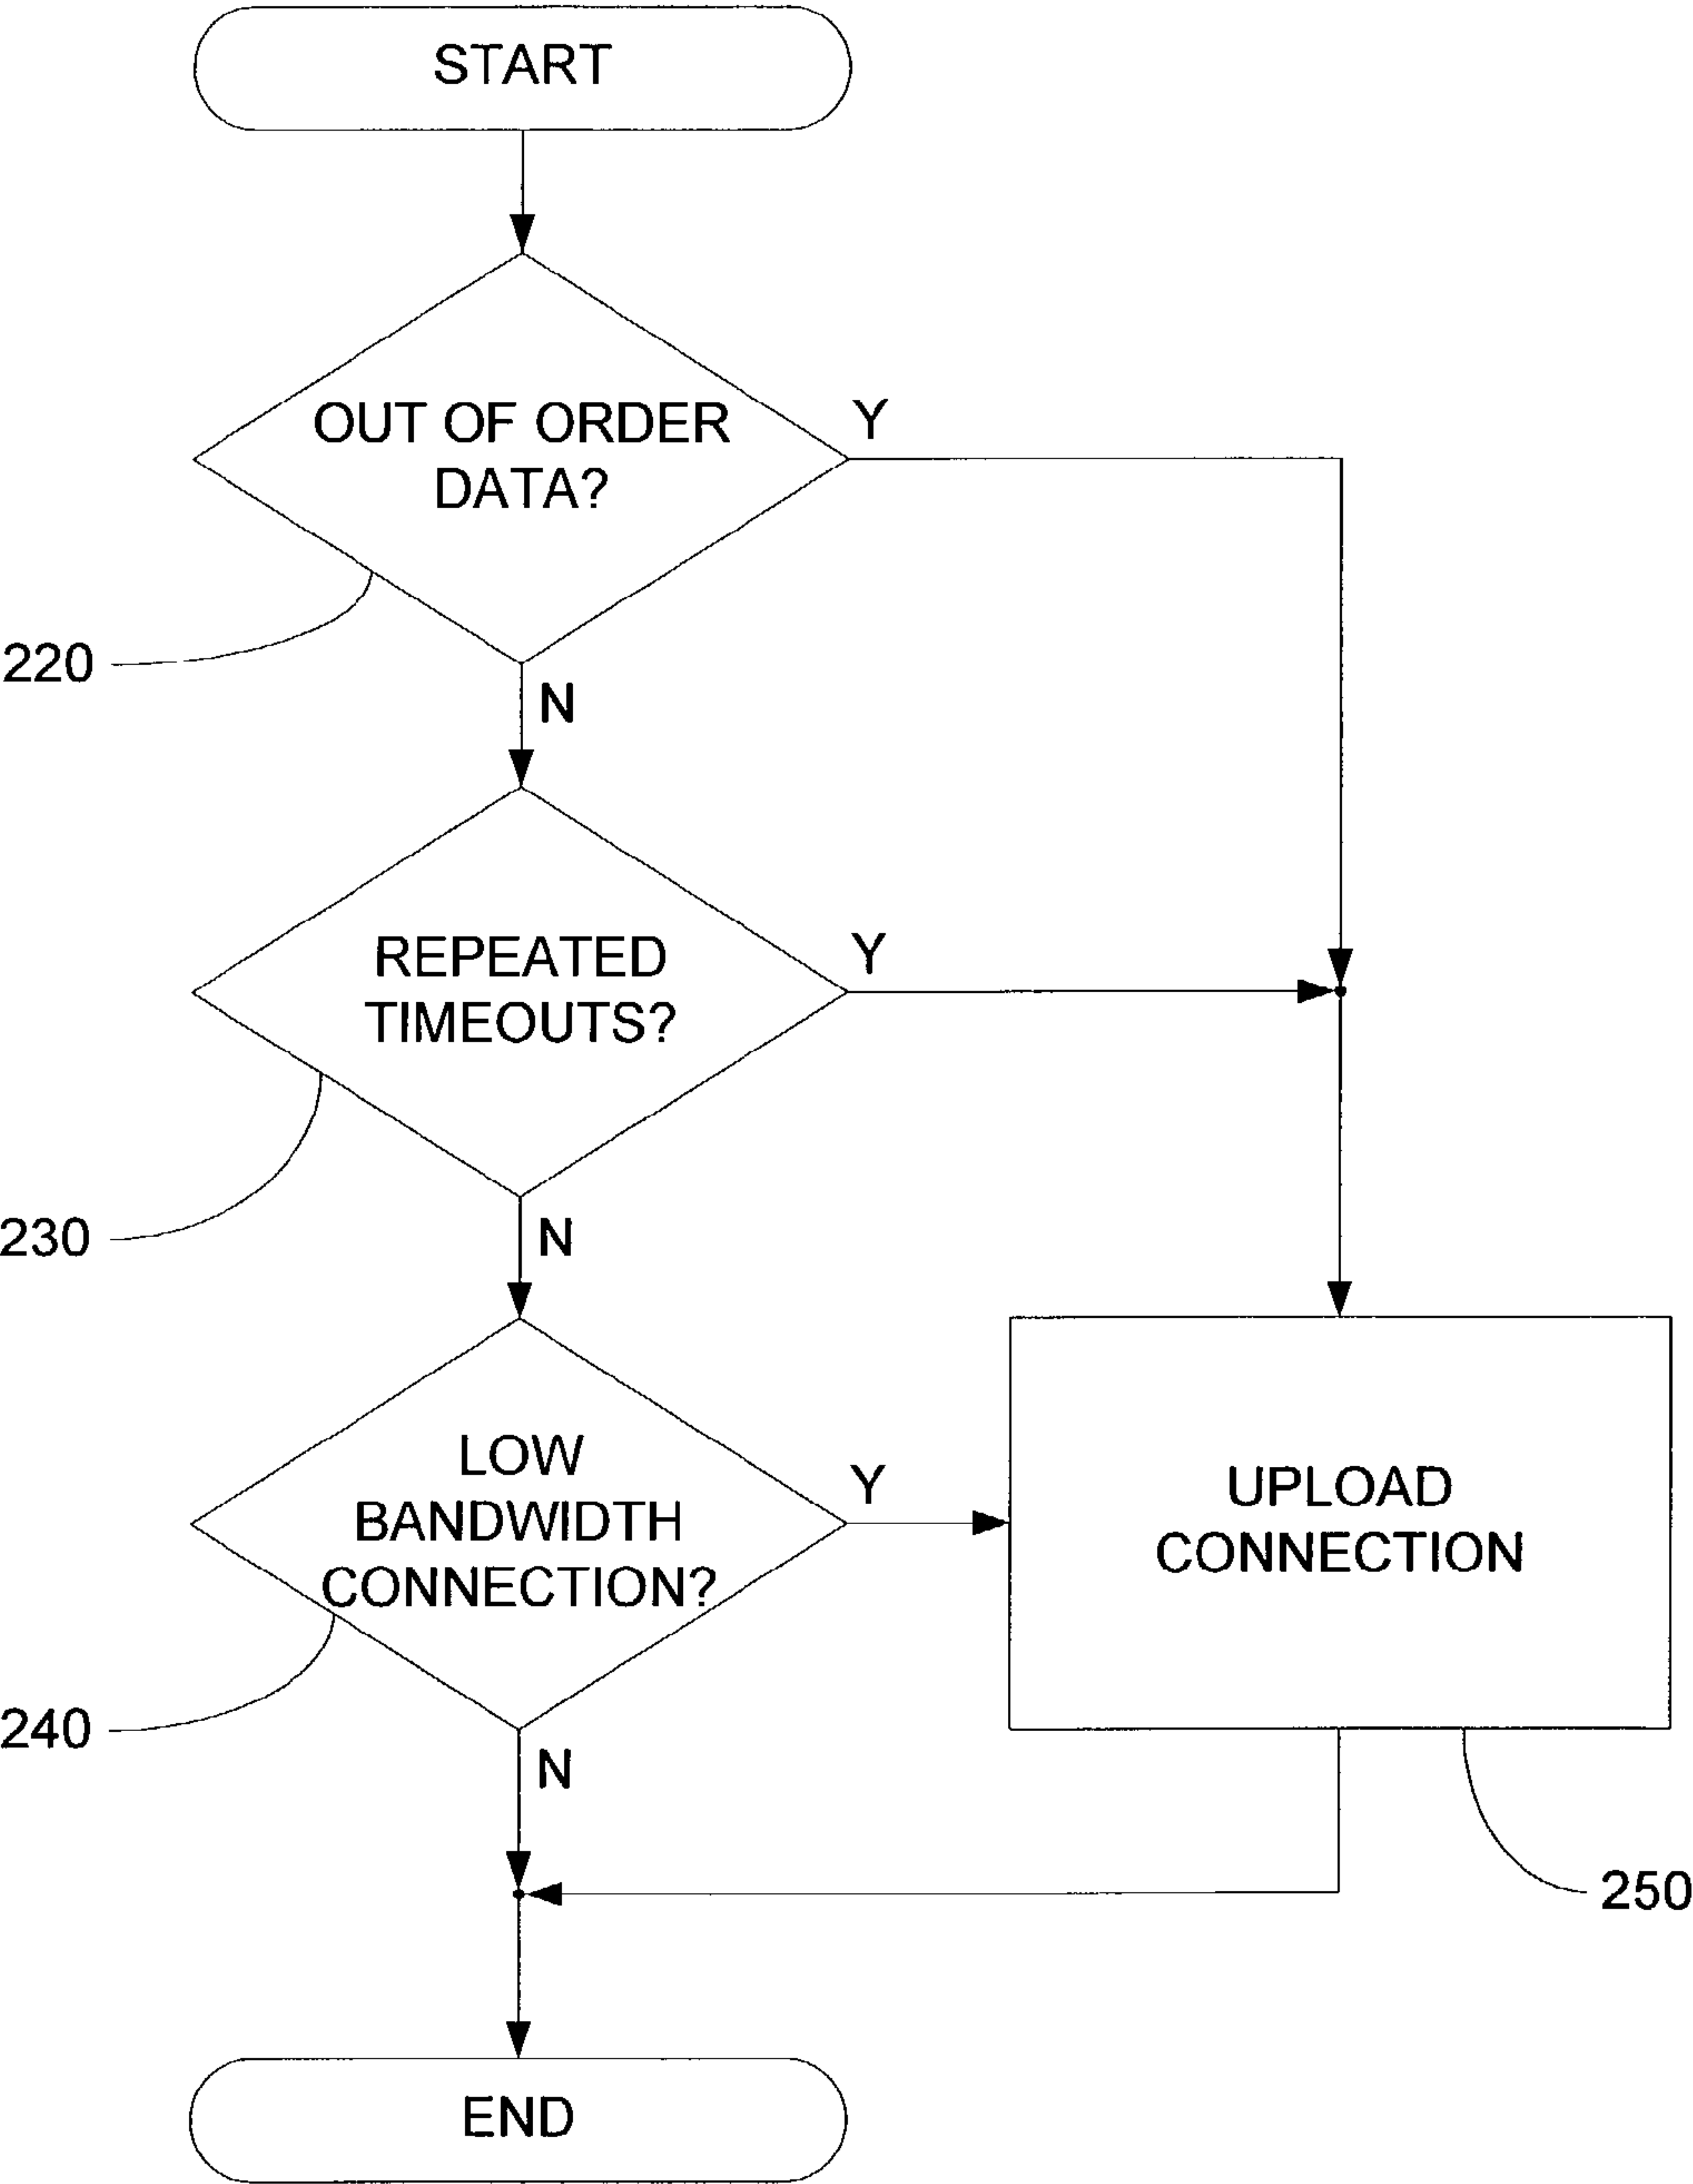 START
OUT OF ORDER
DATA?
Y
220
N
REPEATED
TIMEOUTS?
Y
230
N
LOW
BANDWIDTH
CONNECTION?
Y
UPLOAD
CONNECTION
240
N
250
END